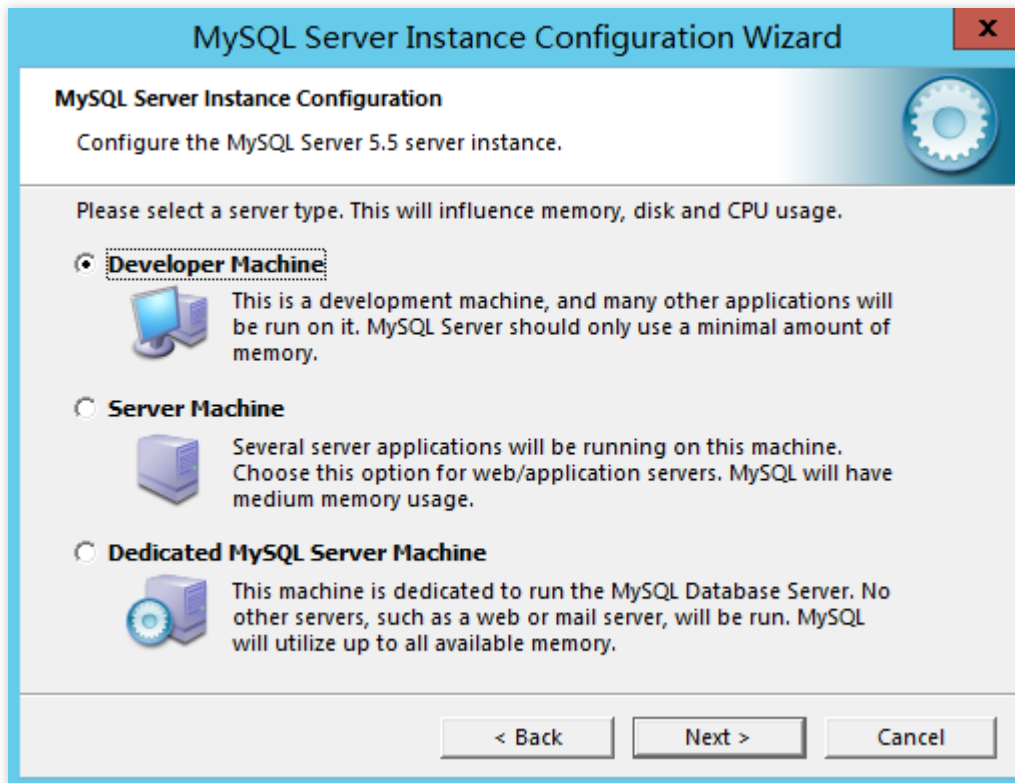 MySQL Server Instance Configuration Wizard
x
MySQL Server Instance Configuration
Configure the MySQL Server 5.5 server instance.
Please select a server type. This will influence memory, disk and CPU usage.
Developer Machine
This is a development machine, and many other applications will
be run on it. MySQL Server should only use a minimal amount of
memory.
Server Machine
Several server applications will be running on this machine.
Choose this option for web/application servers. MySQL will have
medium memory usage.
Dedicated MySQL Server Machine
This machine is dedicated to run the MySQL Database Server. No
other servers, such as a web or mail server, will be run. MySQL
will utilize up to all available memory.
< Back Next > Cancel